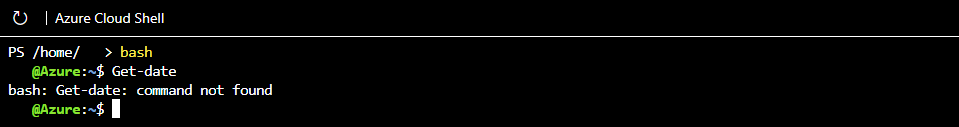 Azure Cloud Shell
PS /home/ > bash
@Azure:~$ Get-date
bash: Get-date: command not found
@Azure:~$